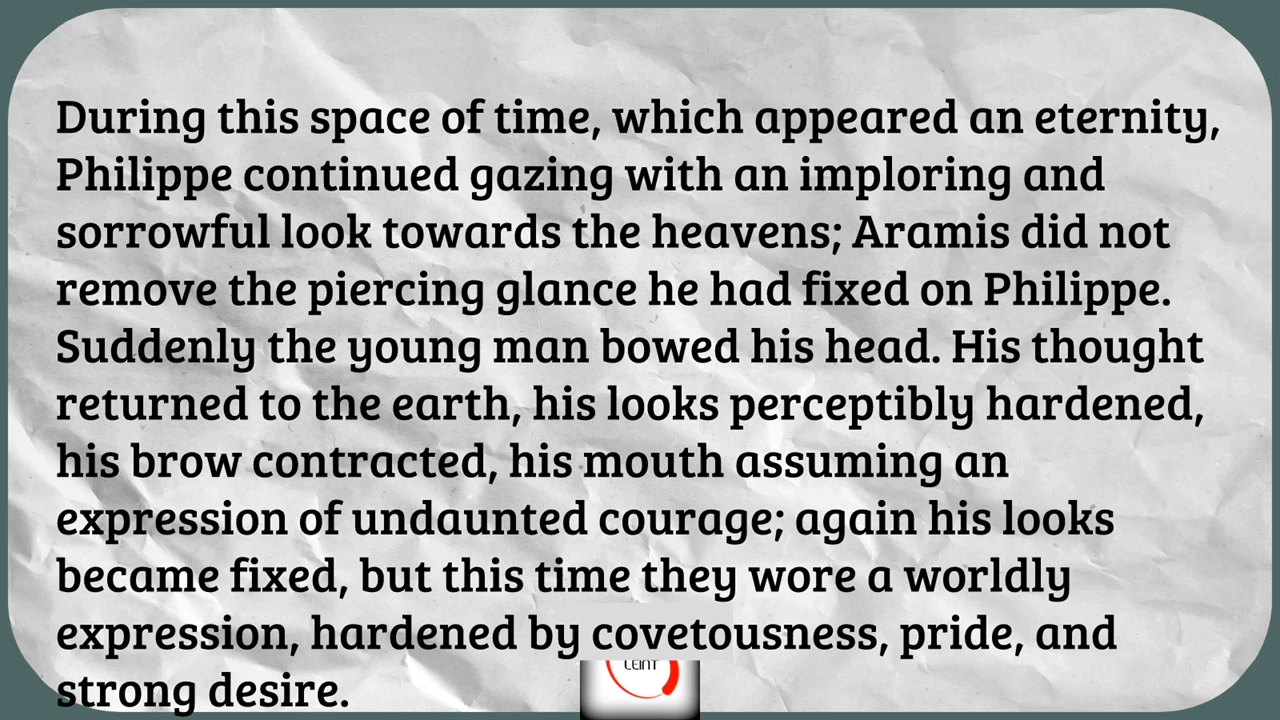 During this space of time, which appeared an eternity,
Philippe continued gazing with an imploring and
sorrowful look towards the heavens; Aramis did not
remove the piercing glance he had fixed on Philippe.
Suddenly the young man bowed his head. His thought
returned to the earth, his looks perceptibly hardened,
his brow contracted, his mouth assuming an
expression of undaunted courage; again his looks
became fixed, but this time they wore a worldly
expression, hardened by covetousness, pride, and
strong desire.
LEINT